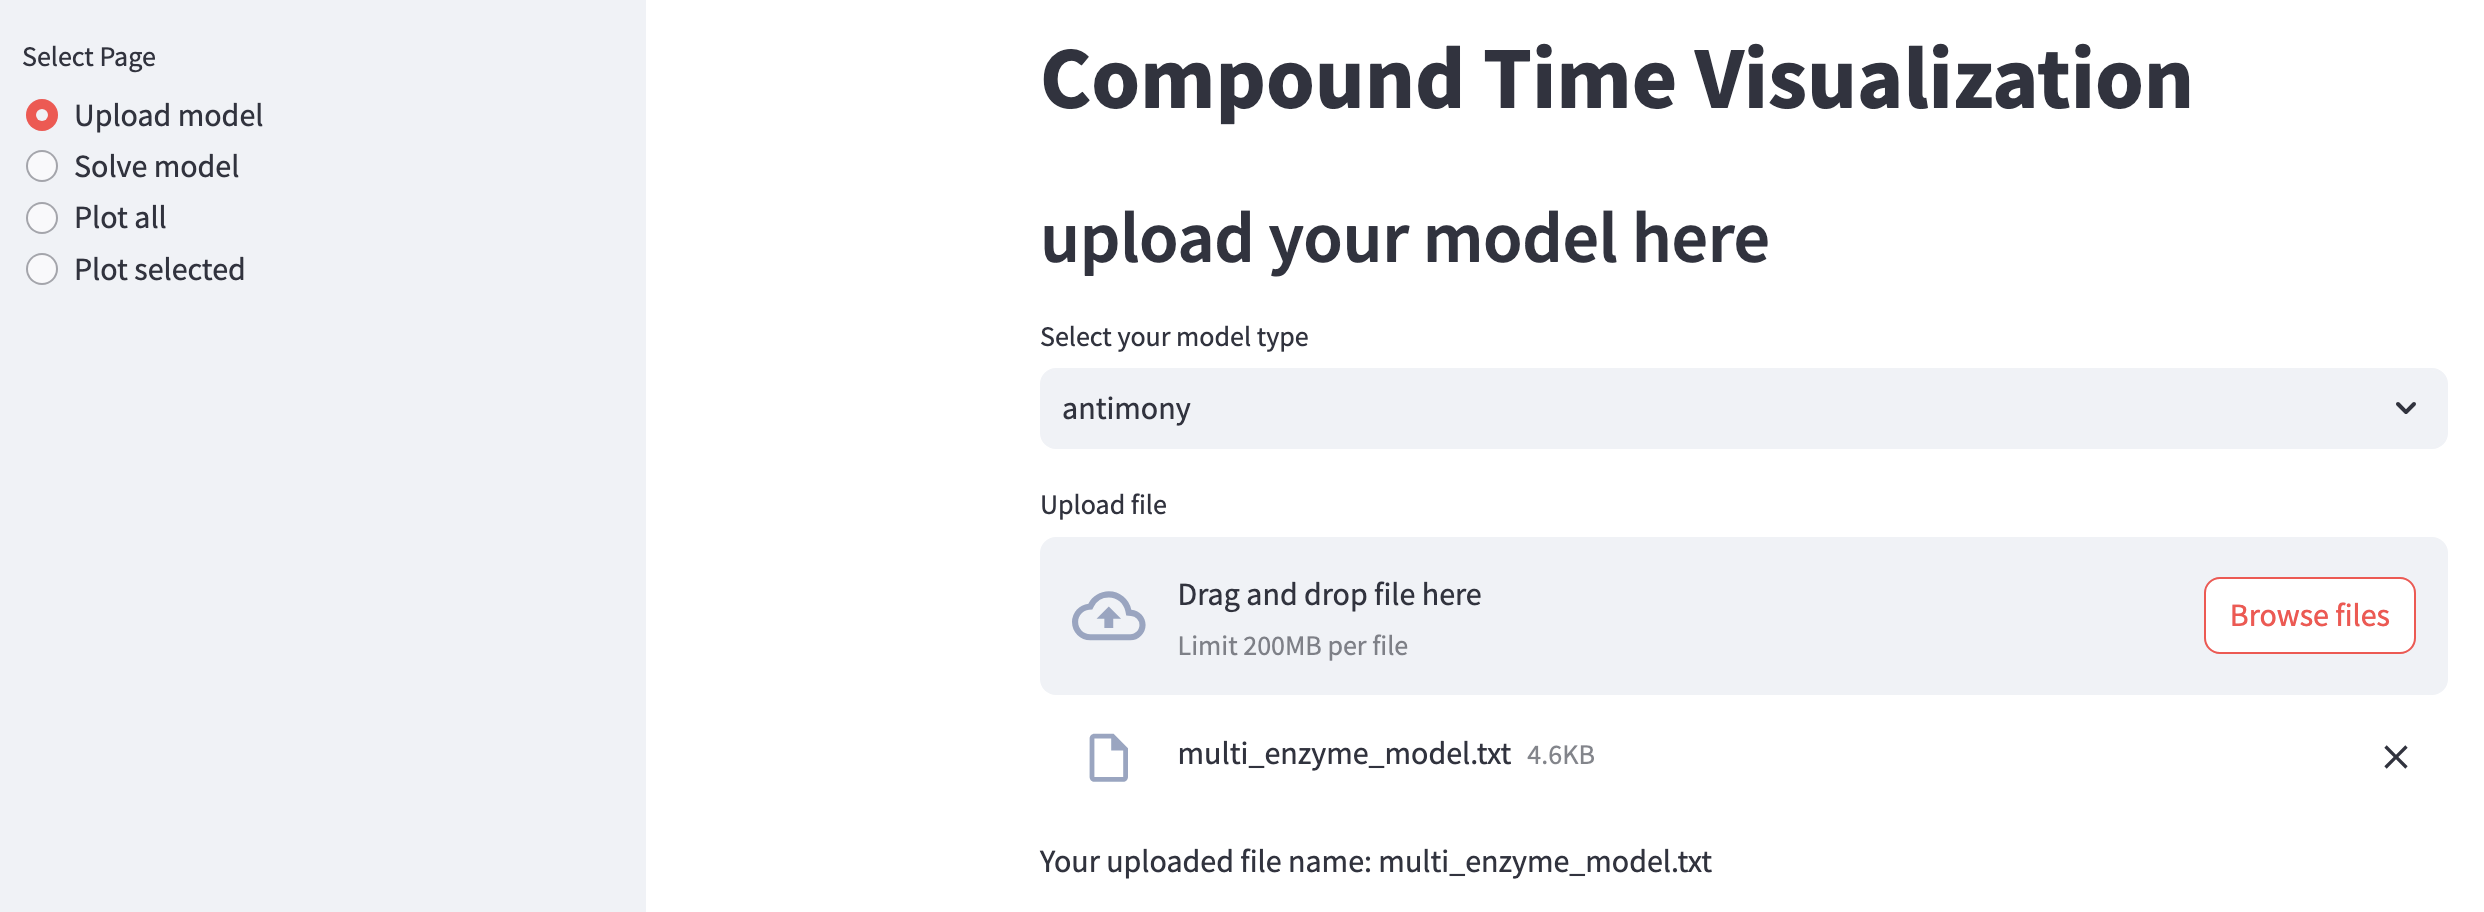 Select Page
Upload model
Solve model
Plot all
Plot selected
Compound Time Visualization
upload your model here
Select your model type
antimony
Upload file
Drag and drop file here
Limit 200MB per file
Browse files
multi_enzyme_model.txt 4.6KB
Your uploaded file name: multi_enzyme_model.txt